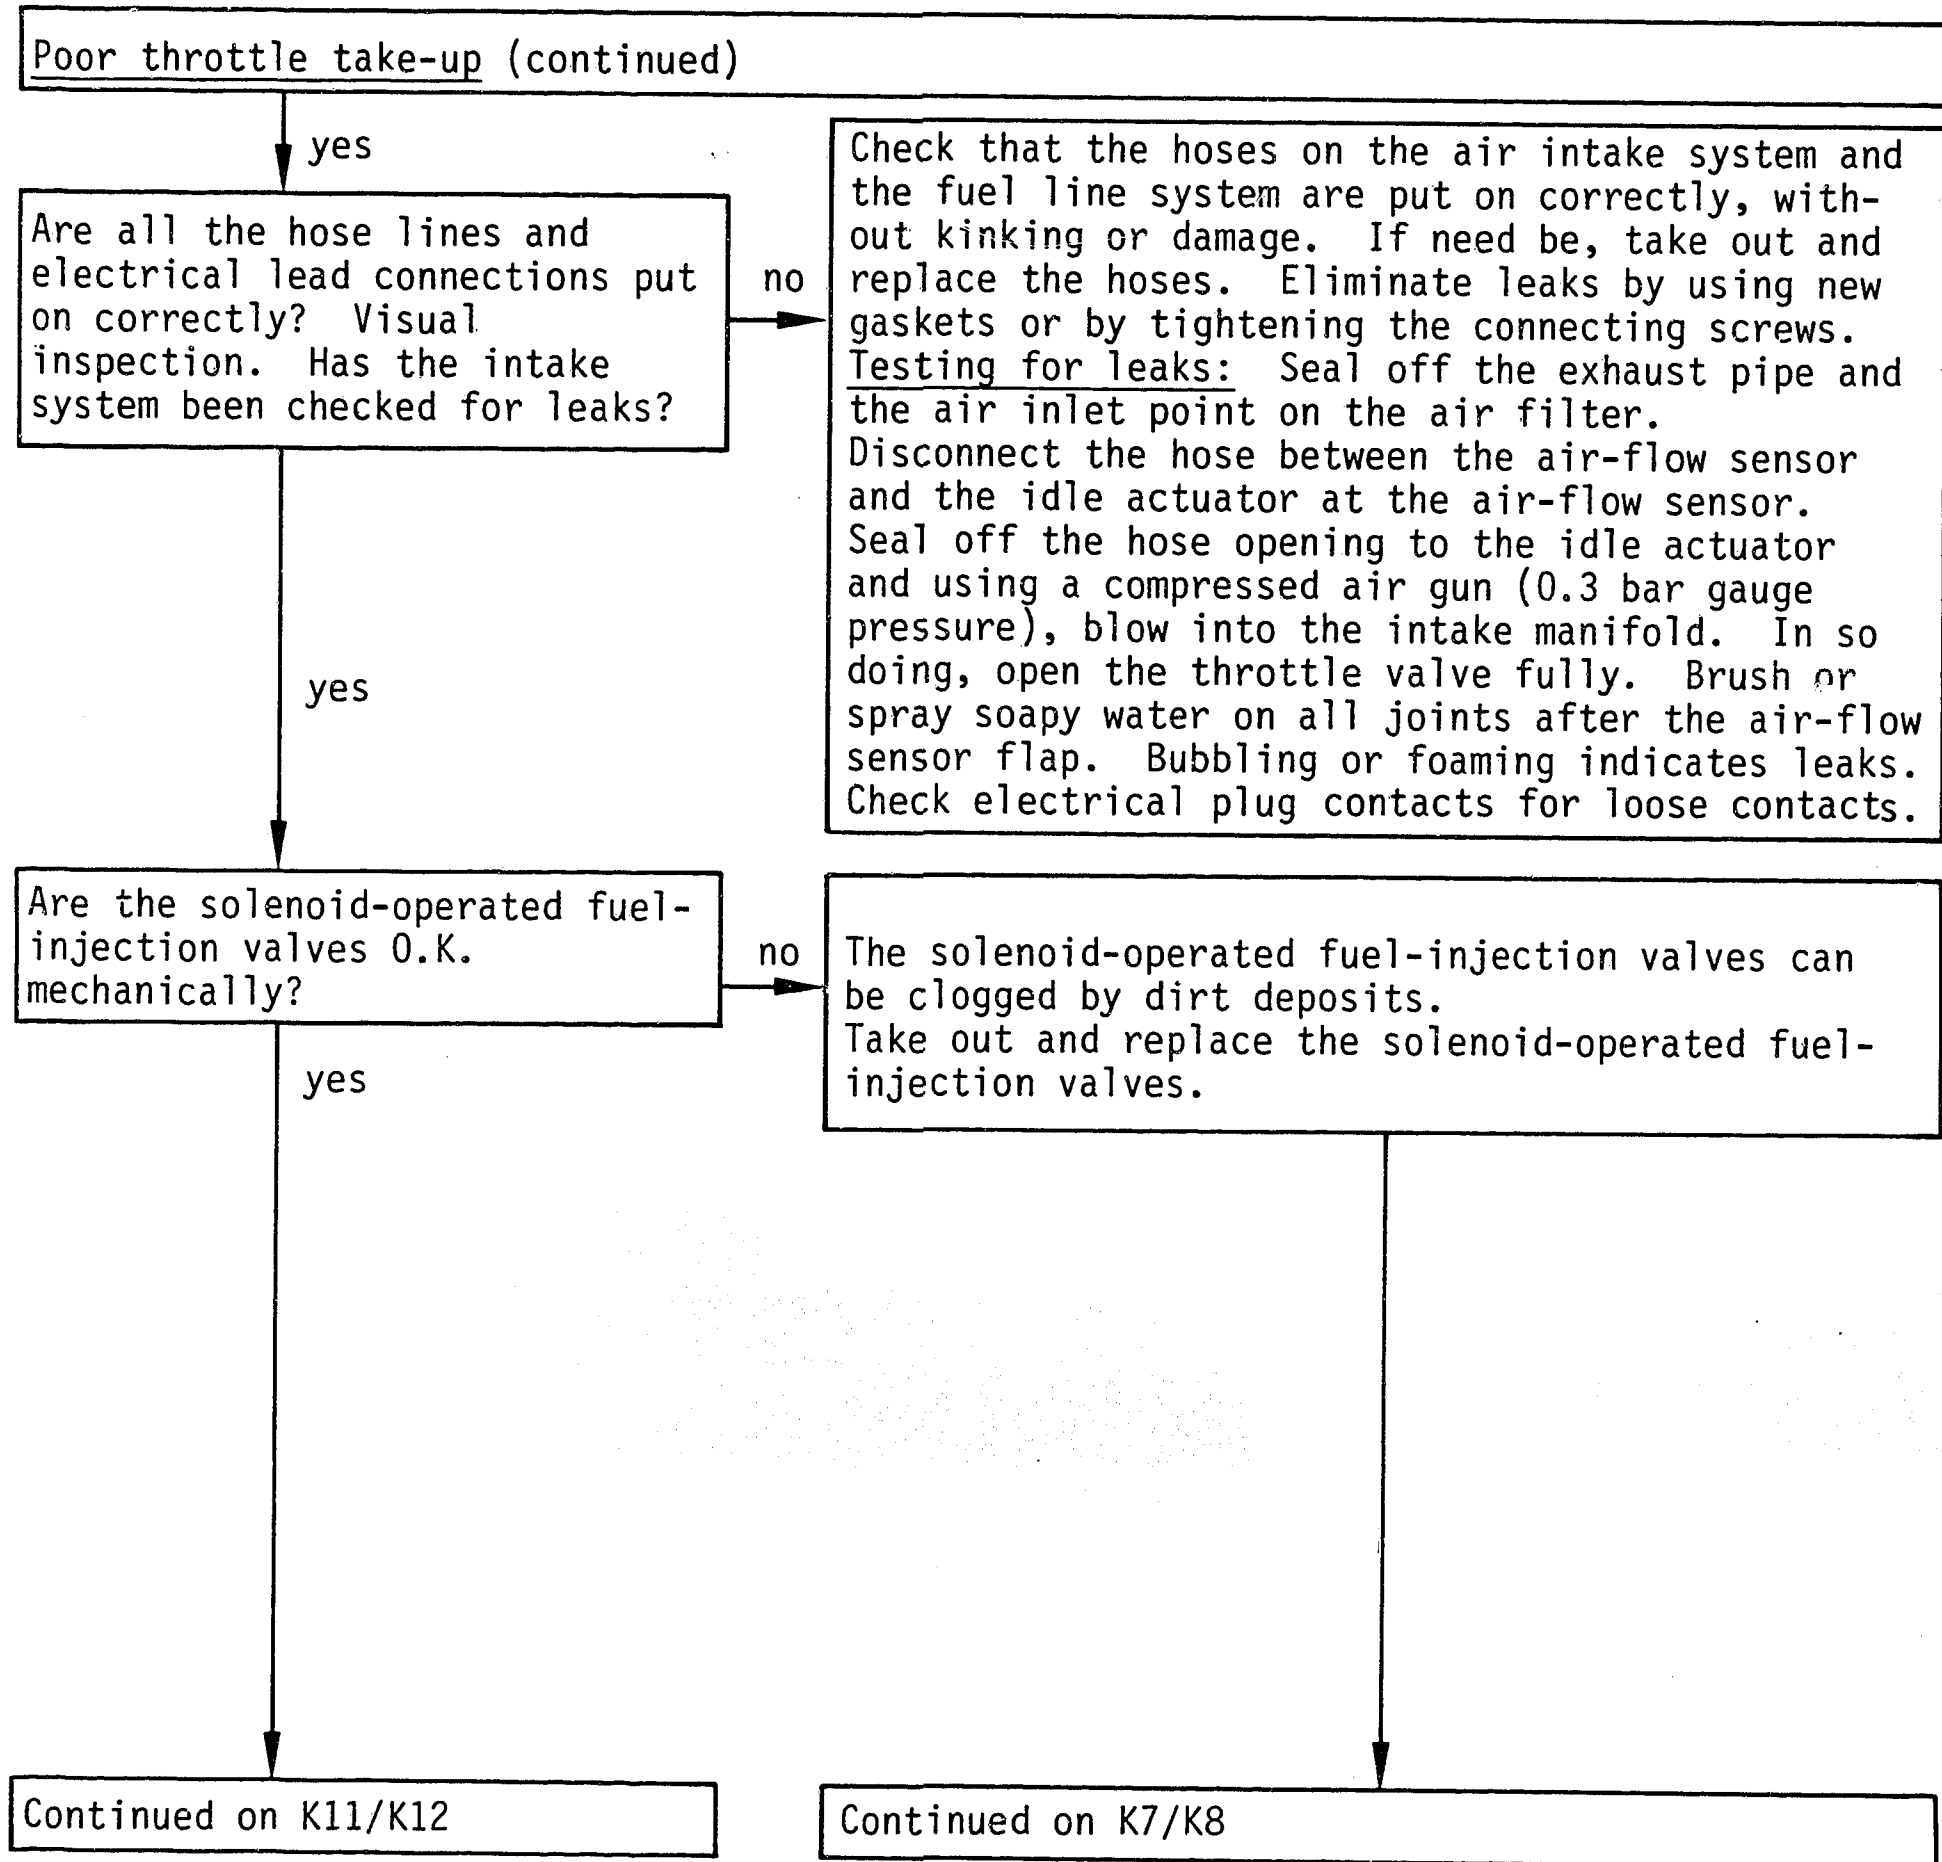 Poor throttle take-up (continued)
yes
Are all the hose lines and
electrical lead connections put
on correctly?  Visual
inspection.  Has the intake
system been checked for leaks?
no
Check that the hoses on the air intake system and
the fuel line system are put on correctly, with-
out kinking or damage.  If need be, take out and
replace the hoses.  Eliminate leaks by using new
gaskets or by tightening the connecting screws.
Testing for leaks:  Seal off the exhaust pipe and
the air inlet point on the air filter.
Disconnect the hose between the air-flow sensor
and the idle actuator at the air-flow sensor.
Seal off the hose opening to the idle actuator
and using a compressed air gun (0.3 bar gauge
pressure), blow into the intake manifold.  In so
doing, open the throttle valve fully.  Brush or
spray soapy water on all joints after the air-flow
sensor flap.  Bubbling or foaming indicates leaks.
Check electrical plug contacts for loose contacts.
yes
Are the solenoid-operated fuel-
injection valves O.K.
mechanically?
no
The solenoid-operated fuel-injection valves can
be clogged by dirt deposits.
Take out and replace the solenoid-operated fuel-
injection valves.
yes
Continued on K11/K12
Continued on K7/K8